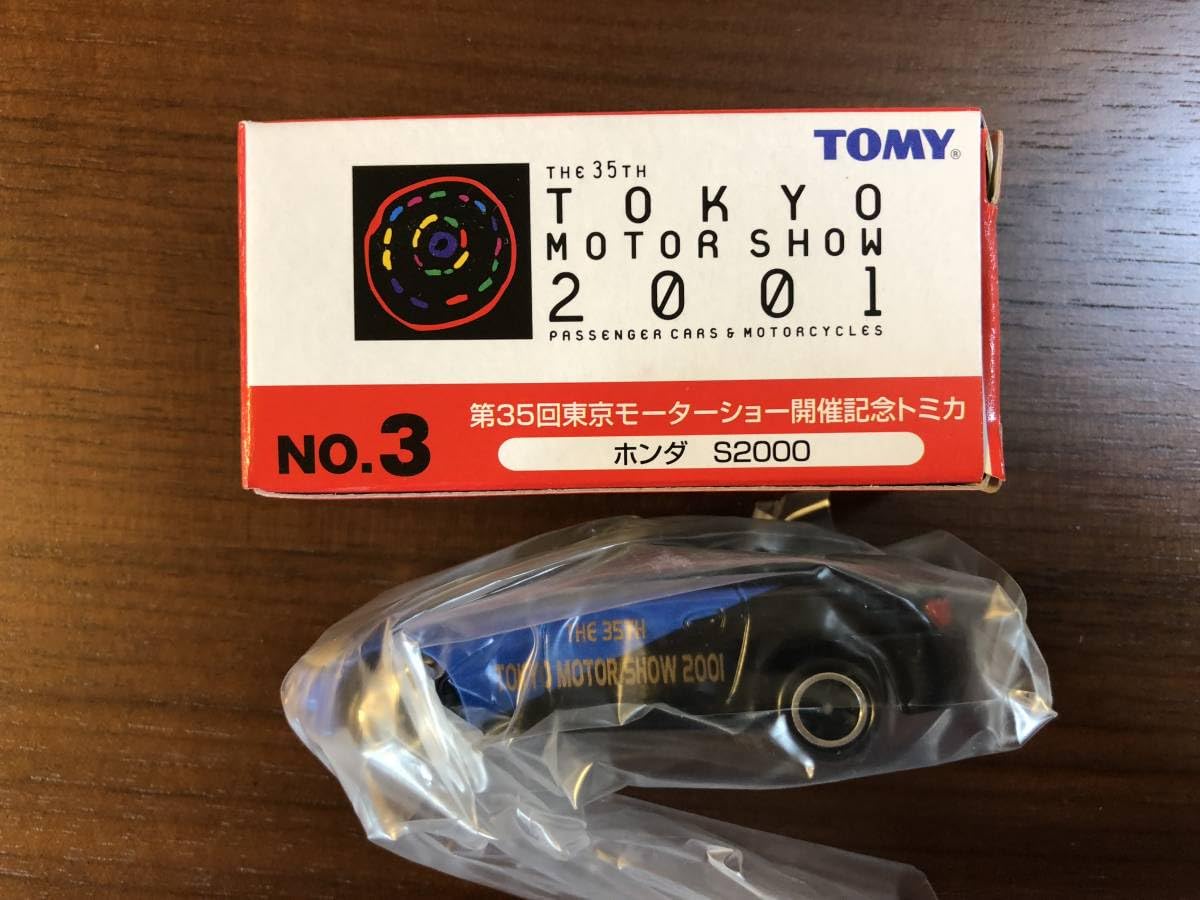 TOMY®
THE 35TH
TOKYO
MOTOR SHOW
2001
PASSENGER CARS & MOTORCYCLES
NO.3
第35回東京モーターショー開催記念トミカ
ホンダ S2000
THE 35TH
TOKYO MOTOR SHOW 2001